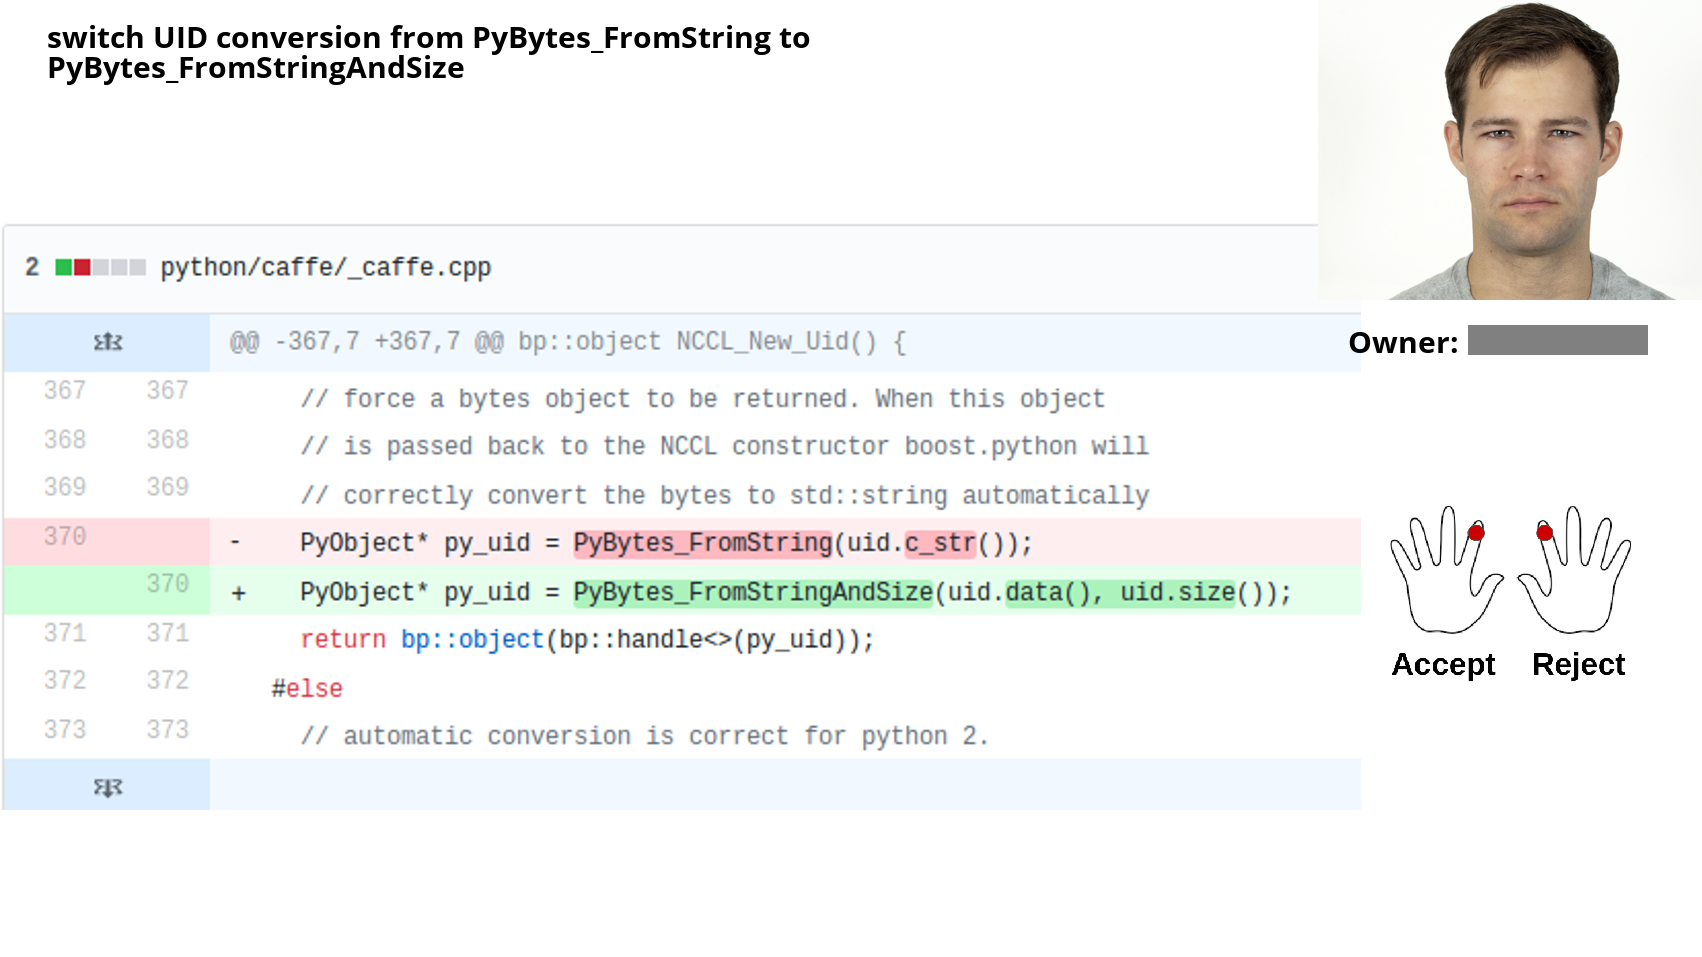 switch UID conversion from PyBytes_FromString to
PyBytes_FromStringAndSize
2 python/caffe/_caffe.cpp
@@ -367,7 +367,7 @@ bp::object NCCL_New_Uid() {
Owner:
367 367 // force a bytes object to be returned. When this object
368 368 // is passed back to the NCCL constructor boost.python will
369 369 // correctly convert the bytes to std::string automatically
370 - PyObject* py_uid = PyBytes_FromString(uid.c_str());
370 + PyObject* py_uid = PyBytes_FromStringAndSize(uid.data(), uid.size());
371 371 return bp::object(bp::handle<>(py_uid));
372 372 #else
373 373 // automatic conversion is correct for python 2.
Accept Reject